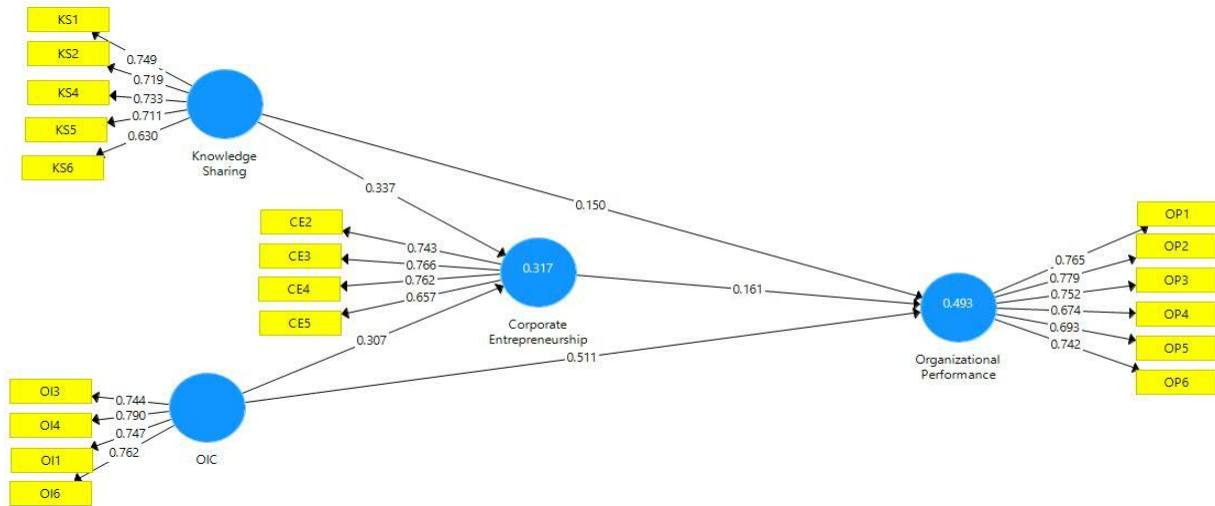 KS1
KS2
KS4
KS5
KS6
0.749
0.719
0.733
0.711
0.630
Knowledge
Sharing
0.337
0.150
CE2
CE3
CE4
CE5
0.743
0.766
0.762
0.657
0.317
Corporate
Entrepreneurship
0.307
0.161
0.511
0.493
Organizational
Performance
OP1
OP2
OP3
OP4
OP5
OP6
0.765
0.779
0.752
0.674
0.693
0.742
OI3
OI4
OI1
OI6
0.744
0.790
0.747
0.762
OIC